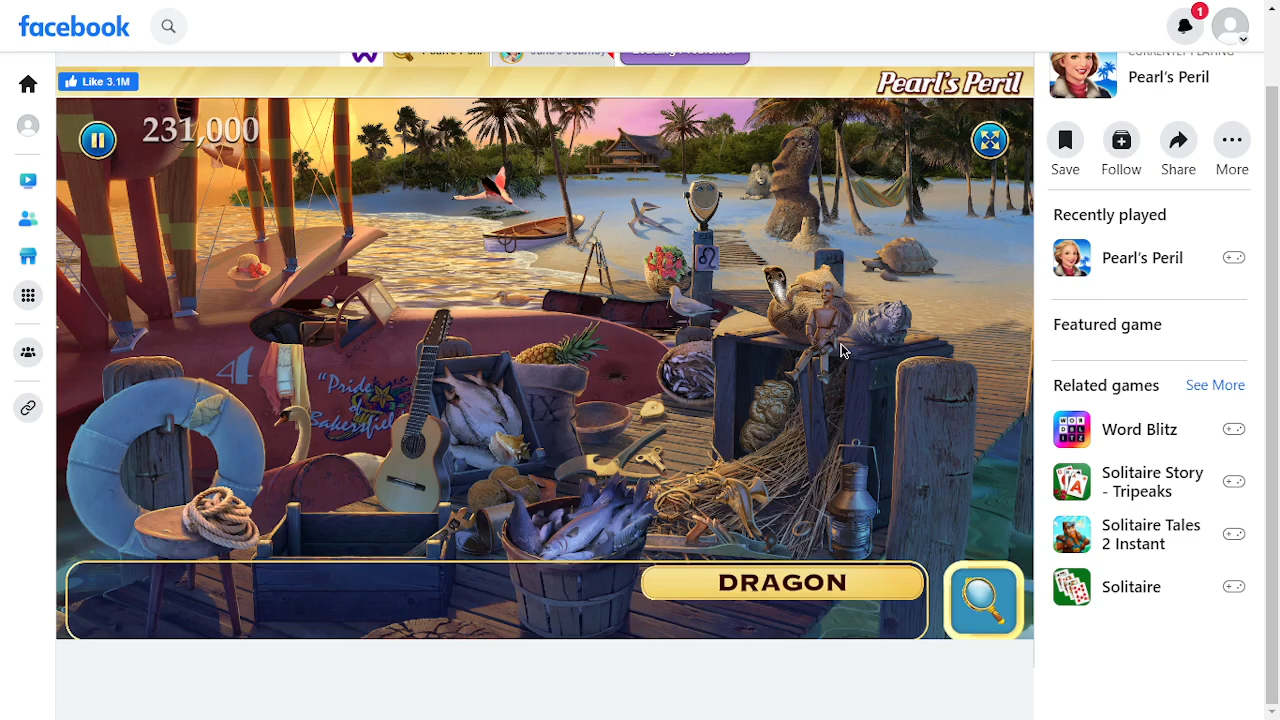 facebook
1
CURRENTLY PLAYING
Pearl's Peril
Like 3.1M
Pearl's Peril
231,000
Save
Follow
Share
More
Recently played
Pearl's Peril
Featured game
Related games
See More
Word Blitz
Solitaire Story
- Tripeaks
Solitaire Tales
2 Instant
Solitaire
"Pride
of
Bakersfield
DRAGON